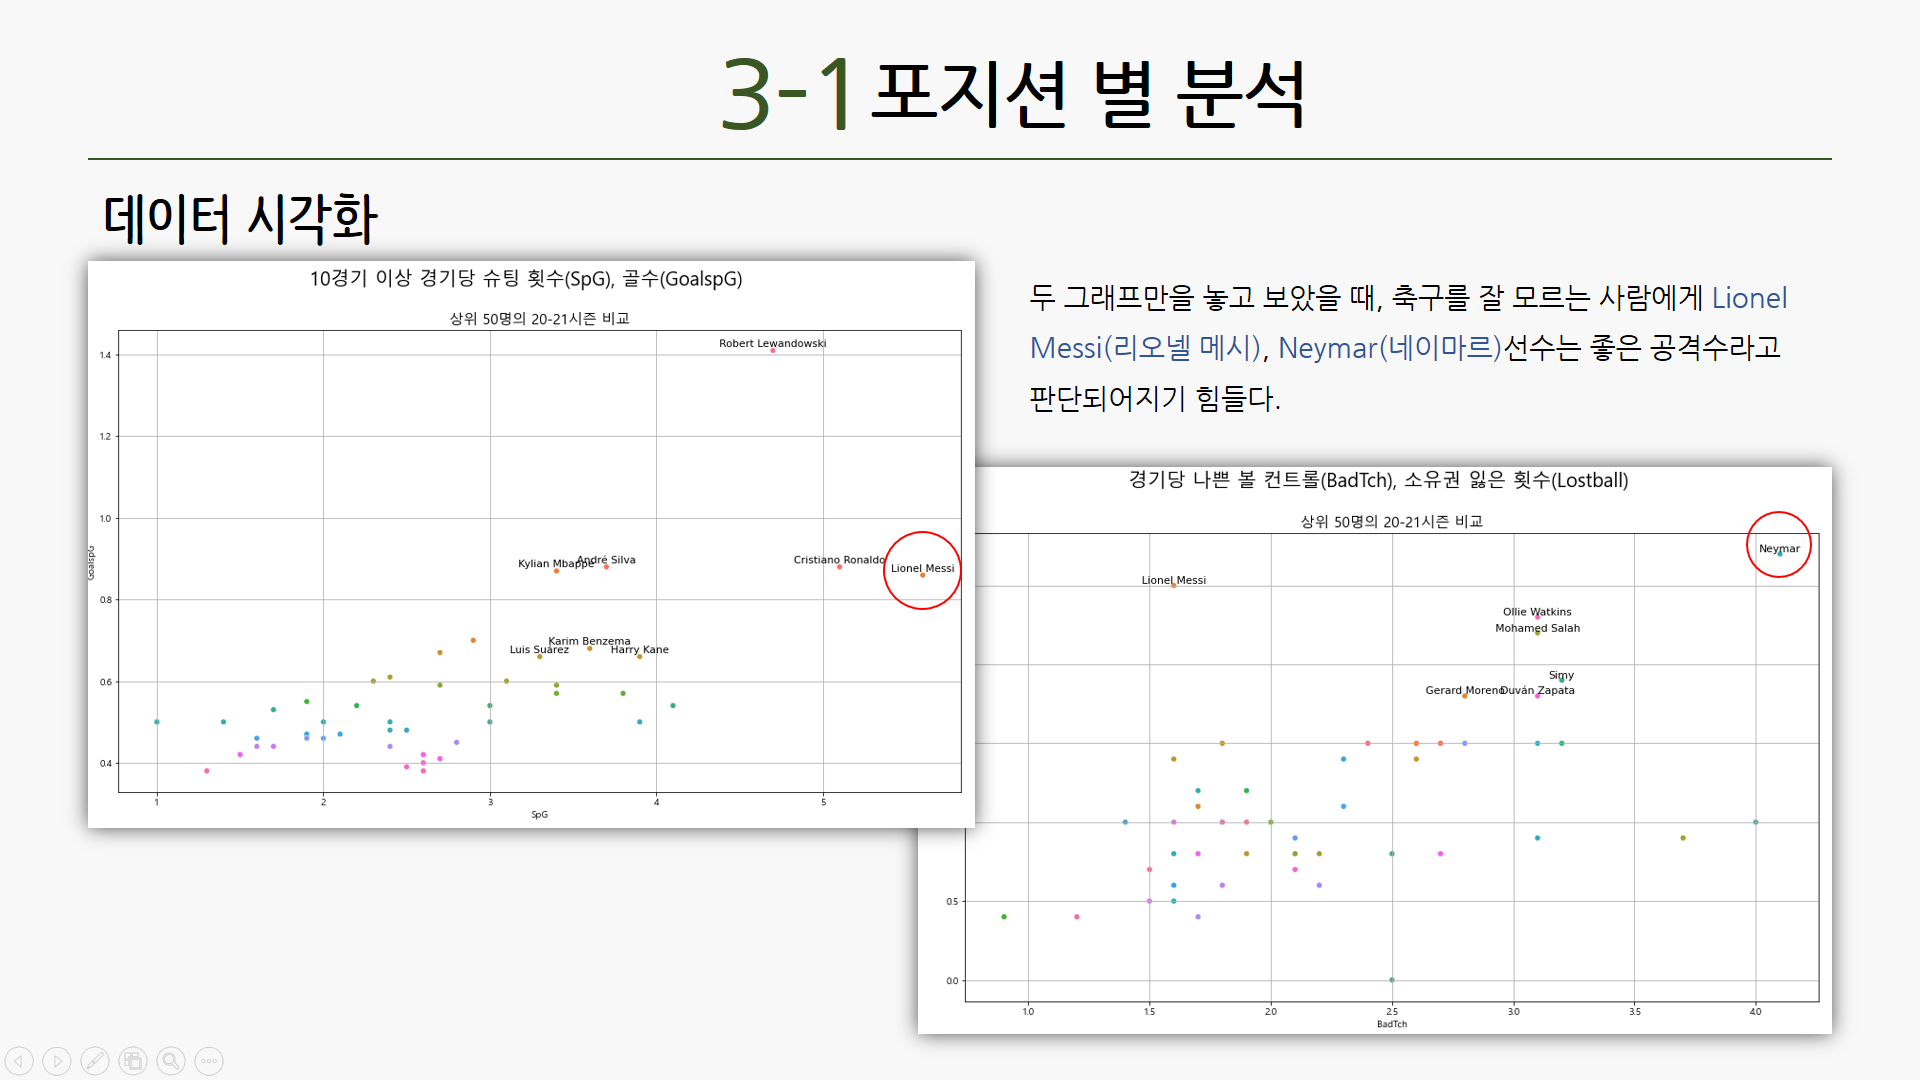 3-1 포지션 별 분석
데이터 시각화
10경기 이상 경기당 슈팅 횟수(SpG), 골수(GoalspG)
상위 50명의 20-21시즌 비교
Robert Lewandowski
Kylian Mbappé
André Silva
Cristiano Ronaldo
Lionel Messi
Karim Benzema
Luis Suárez
Harry Kane
GoalspG
1.4
1.2
1.0
0.8
0.6
0.4
1 2 3 4 5
SpG
두 그래프만을 놓고 보았을 때, 축구를 잘 모르는 사람에게 Lionel
Messi(리오넬 메시), Neymar(네이마르)선수는 좋은 공격수라고
판단되어지기 힘들다.
경기당 나쁜 볼 컨트롤(BadTch), 소유권 잃은 횟수(Lostball)
상위 50명의 20-21시즌 비교
Neymar
Lionel Messi
Ollie Watkins
Mohamed Salah
Simy
Gerard Moreno
Duván Zapata
0.5
0.0
1.0 1.5 2.0 2.5 3.0 3.5 4.0
BadTch